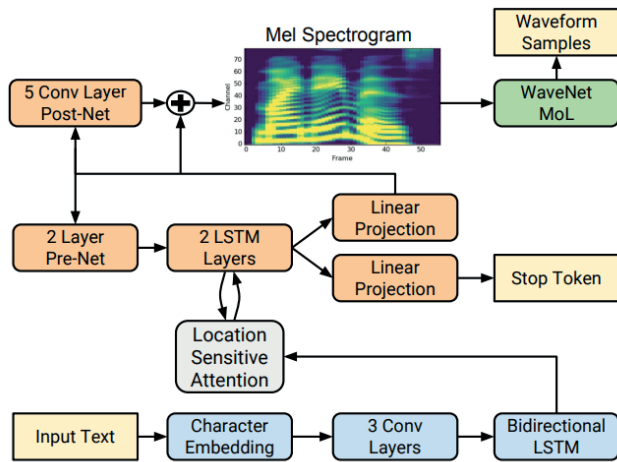 Mel Spectrogram
Waveform
Samples
5 Conv Layer
Post-Net
70
60
50
40
30
20
10
0
Channel
0
10
20
30
40
50
Frame
WaveNet
MoL
2 Layer
Pre-Net
2 LSTM
Layers
Linear
Projection
Linear
Projection
Stop Token
Location
Sensitive
Attention
Input Text
Character
Embedding
3 Conv
Layers
Bidirectional
LSTM